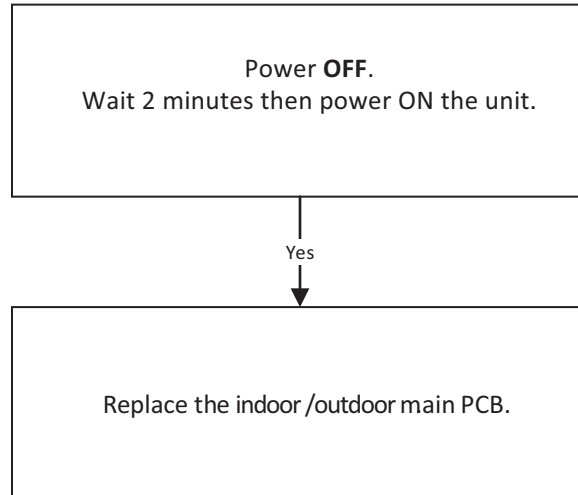 Power OFF.
Wait 2 minutes then power ON the unit.
Yes
Replace the indoor/outdoor main PCB.